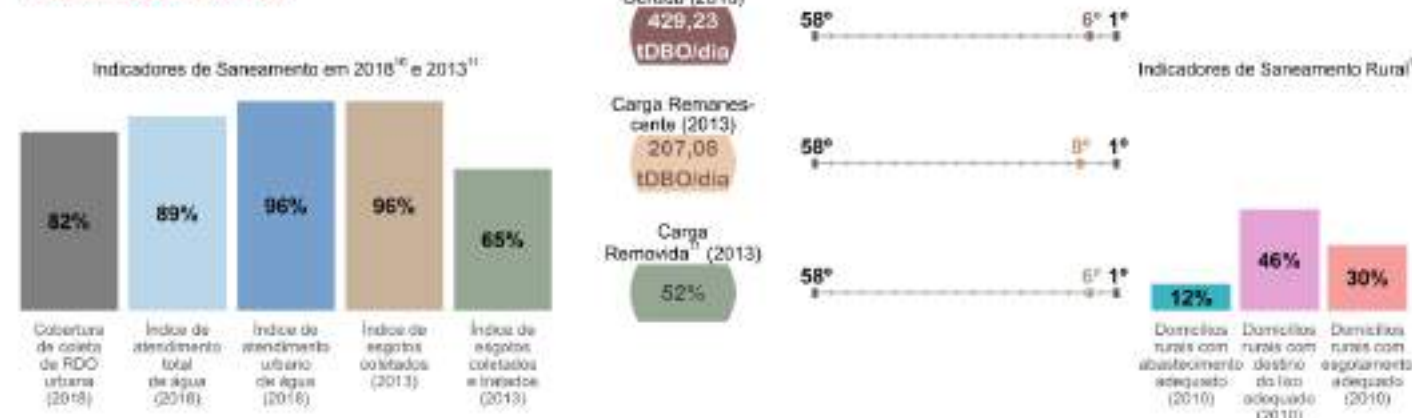 429,23
tDBO/dia
58º
6º 1º
Indicadores de Saneamento em 2018¹⁰ e 2013¹¹
82%
89%
96%
96%
65%
Cobertura
de coleta
de RDO
urbana
(2018)
Índice de
atendimento
total
de água
(2018)
Índice de
atendimento
urbano
de água
(2018)
Índice de
esgotos
coletados
(2013)
Índice de
esgotos
coletados
e tratados
(2013)
Carga Remanes-
cente (2013)
207,08
tDBO/dia
58º
8º 1º
Carga
Removida (2013)
52%
58º
6º 1º
Indicadores de Saneamento Rural
12%
46%
30%
Domicílios
rurais com
abastecimento
adequado
(2010)
Domicílios
rurais com
destino
do lixo
adequado
(2010)
Domicílios
rurais com
esgotamento
adequado
(2010)